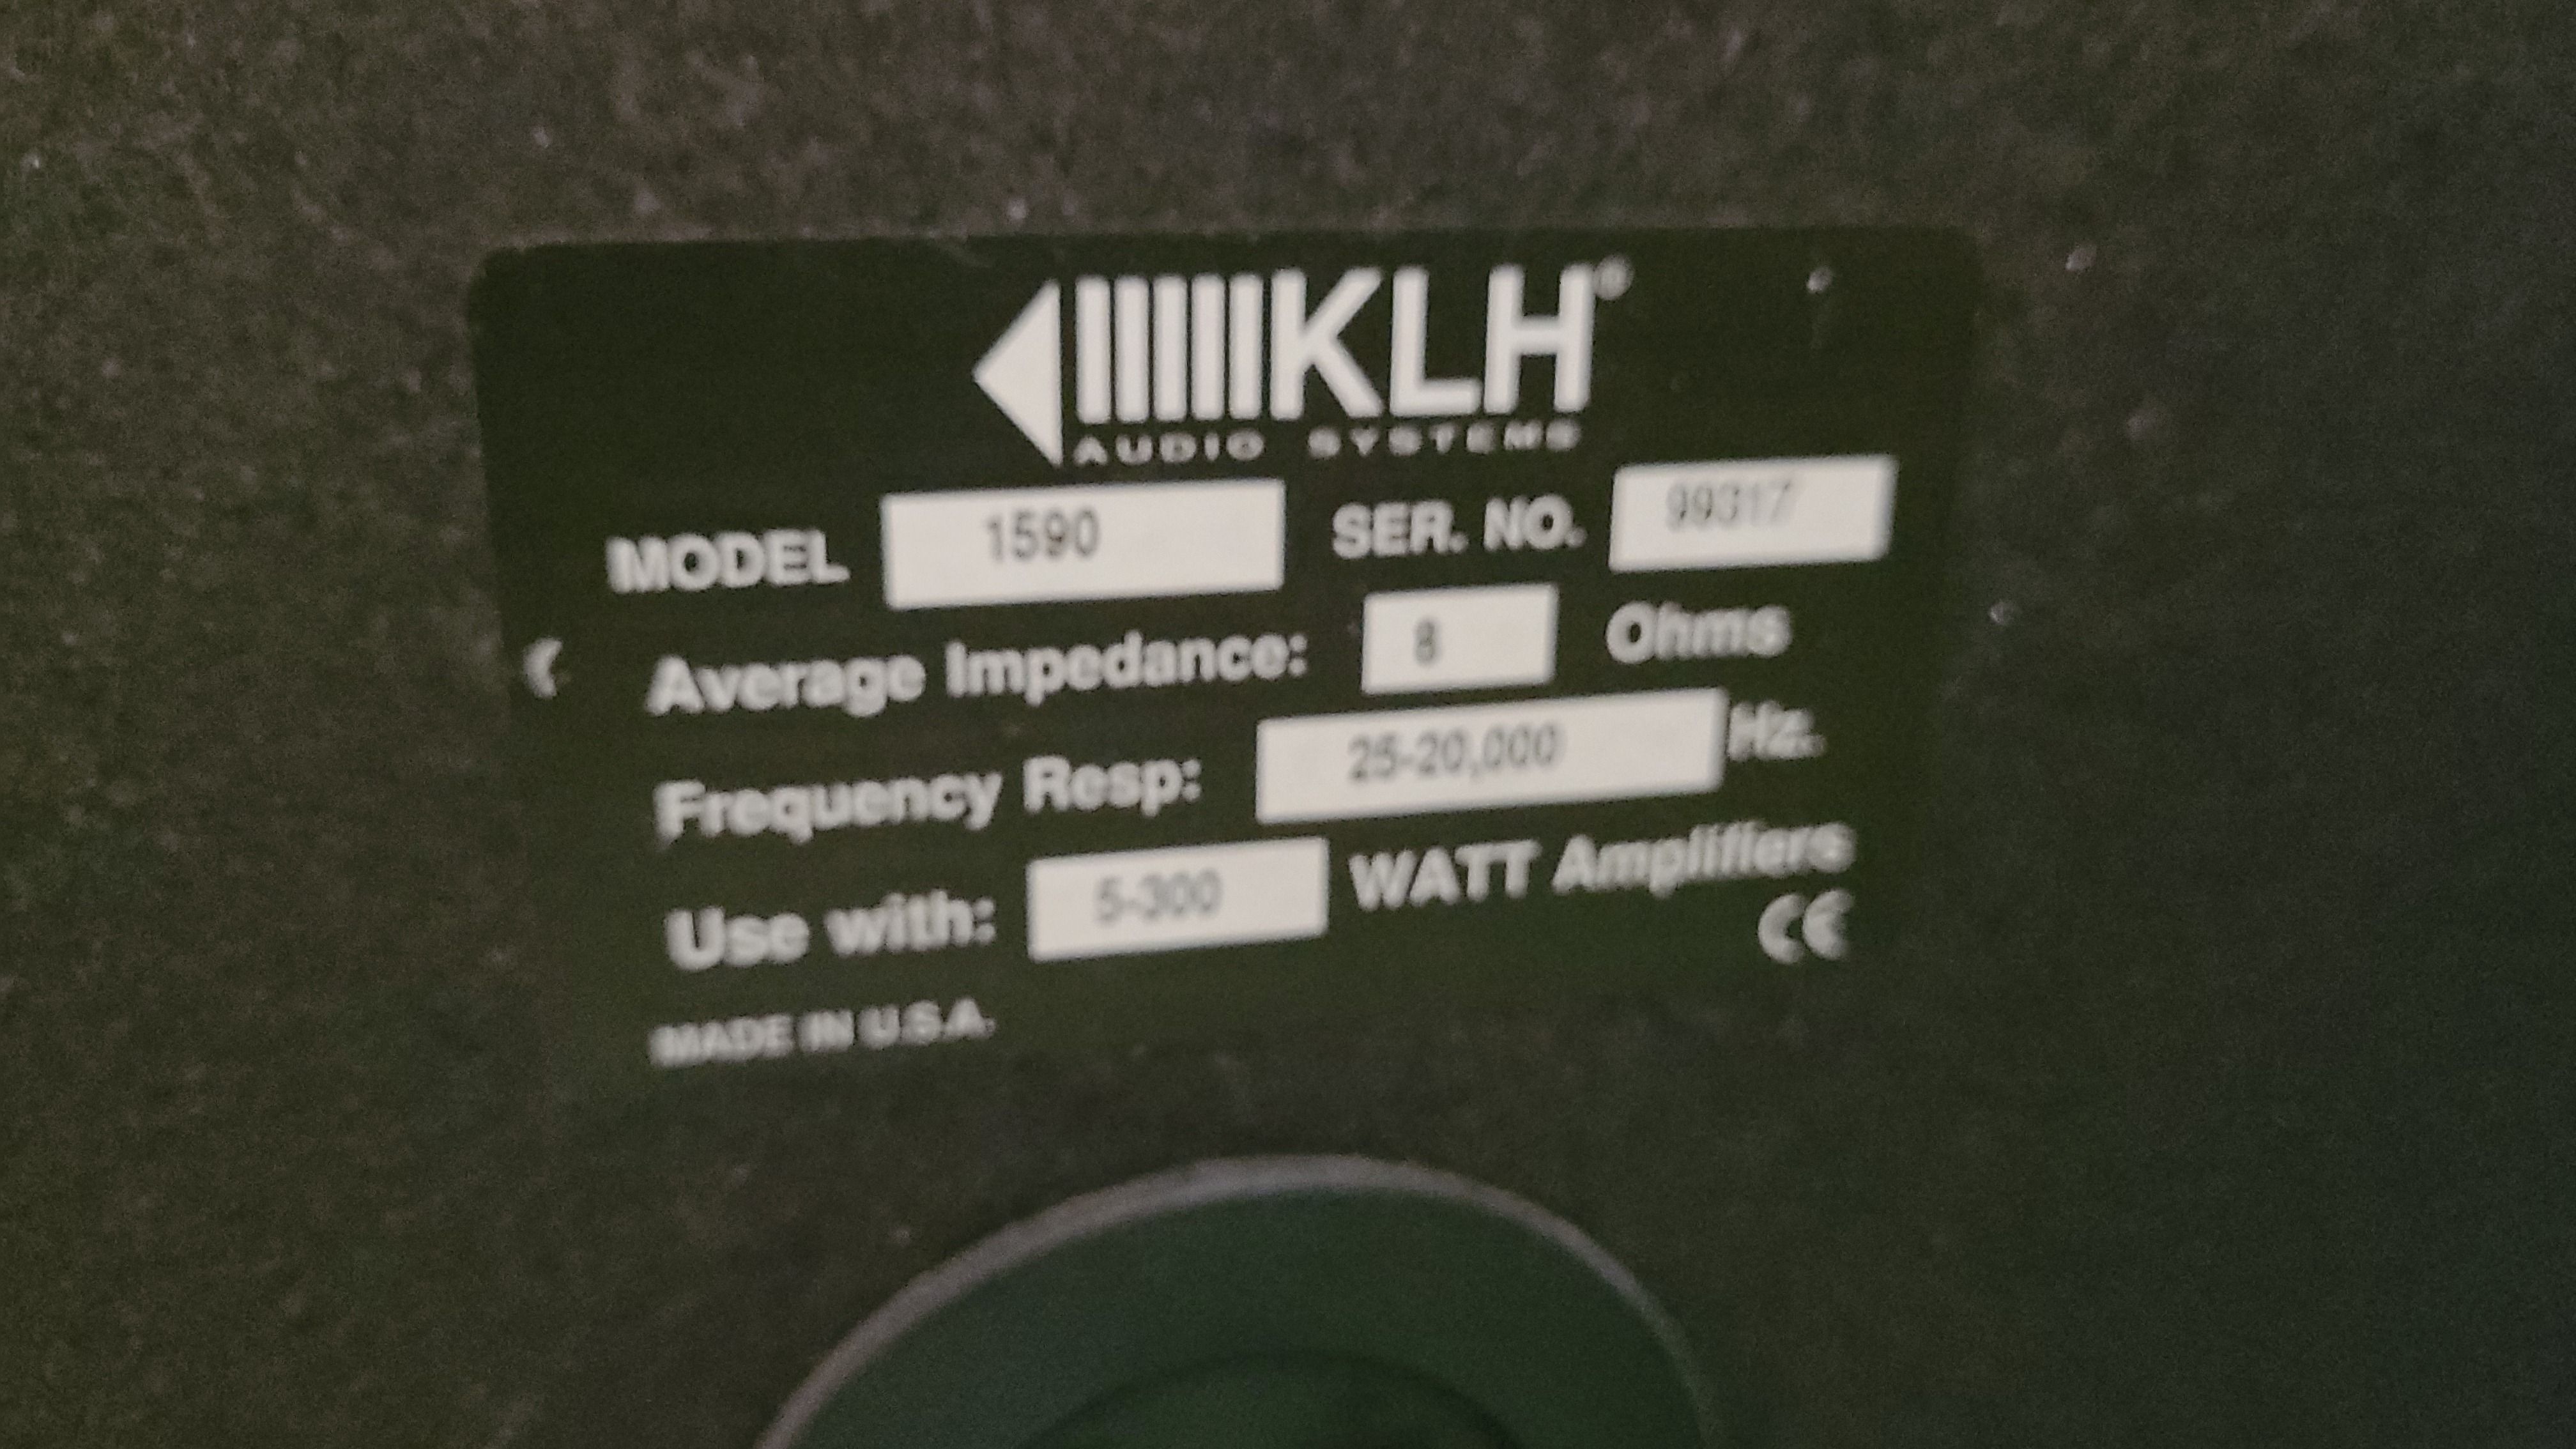 KLH®
AUDIO SYSTEMS
MODEL 1590 SER. NO. 99317
Average Impedance: 8 Ohms
Frequency Resp: 25-20,000 Hz.
Use with: 5-300 WATT Amplifiers
CE
MADE IN U.S.A.